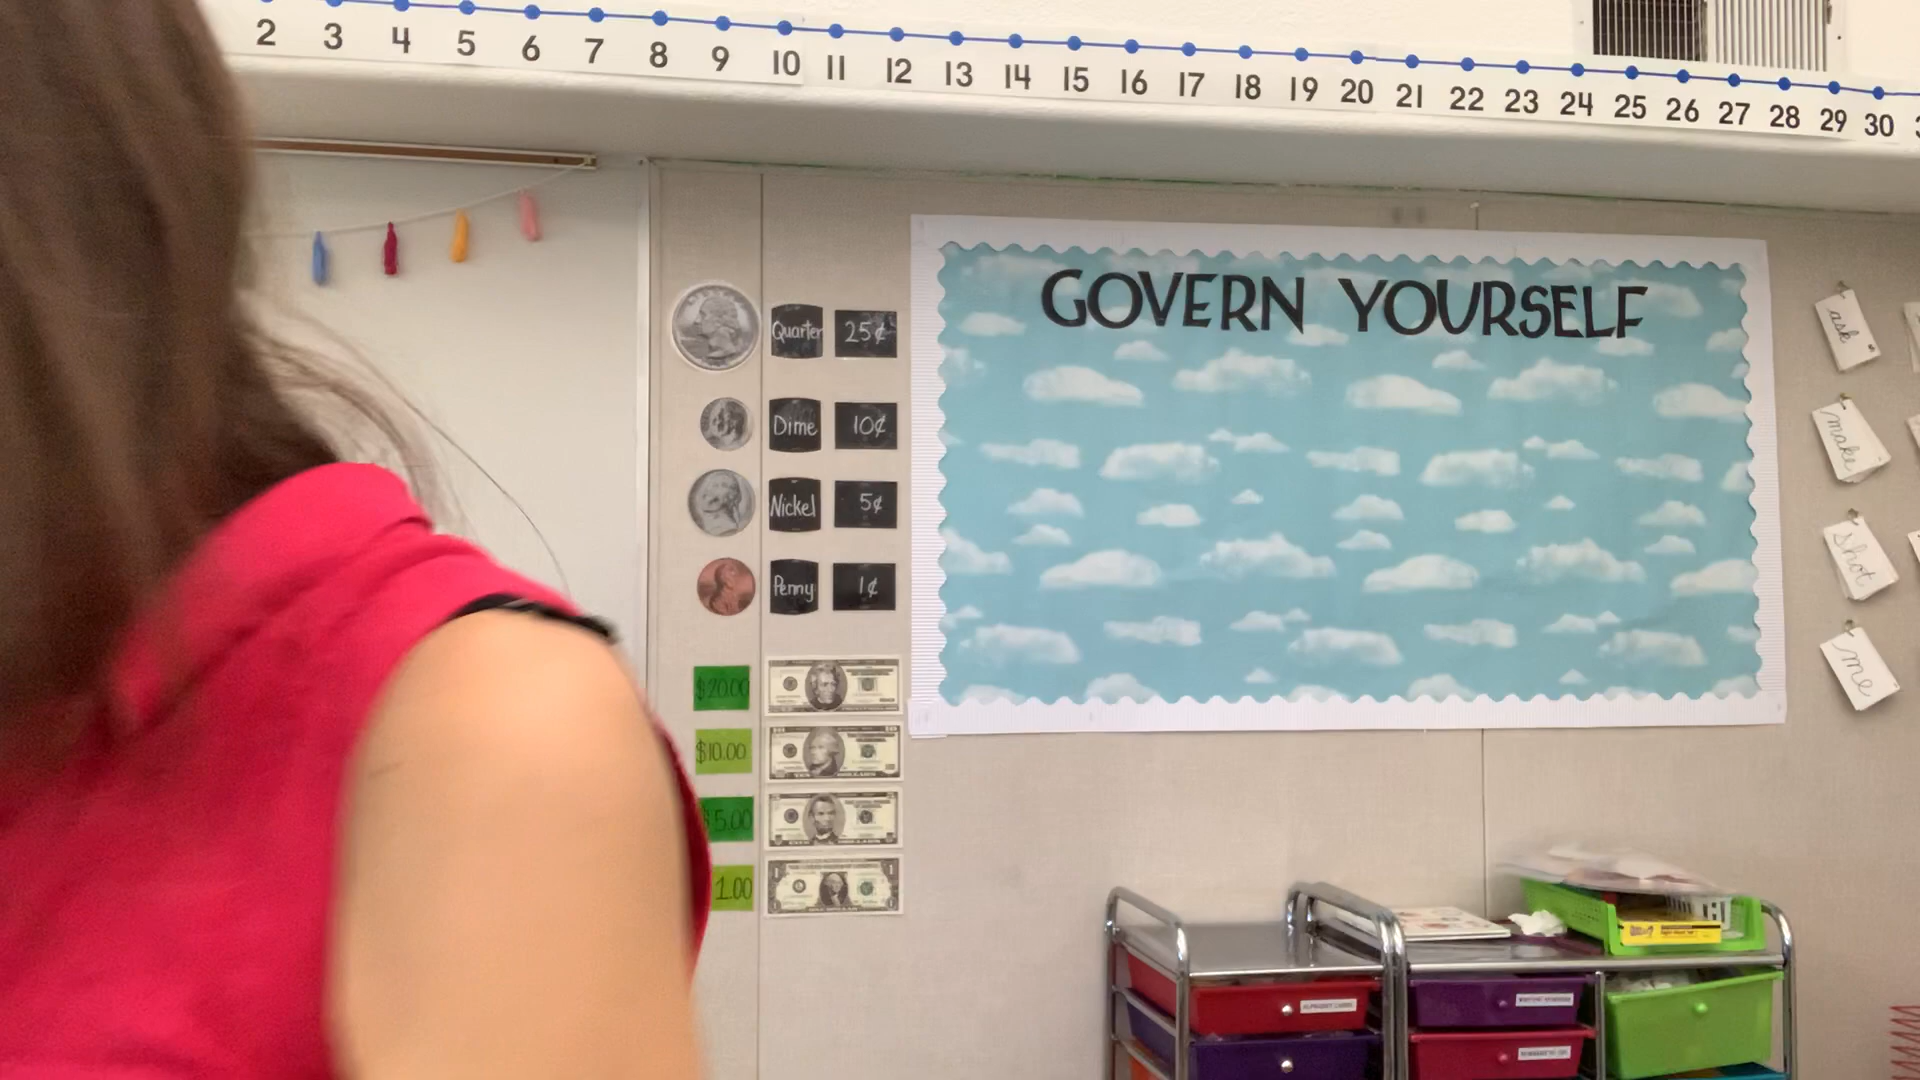 2 3 4 5 6 7 8 9 10 11 12 13 14 15 16 17 18 19 20 21 22 23 24 25 26 27 28 29 30
GOVERN YOURSELF
Quarter 25¢
Dime 10¢
Nickel 5¢
Penny 1¢
$20.00
$10.00
$5.00
1.00
ask
make
shot
me
ALPHABET CARDS